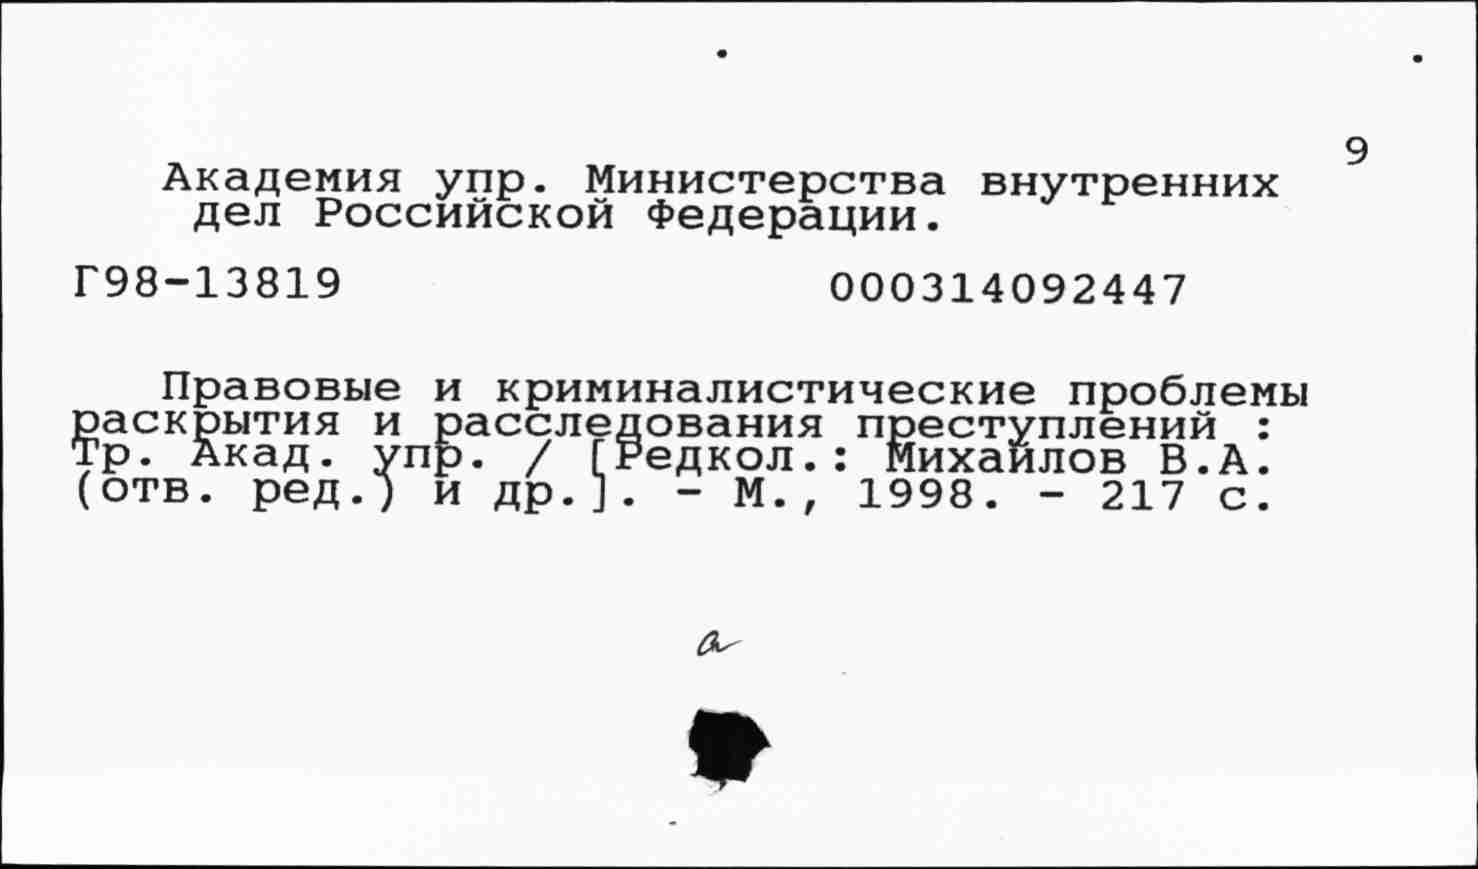 9
Академия упр. Министерства внутренних
дел Российской Федерации.
Г98-13819 000314092447
Правовые и криминалистические проблемы
раскрытия и расследования преступлений :
Тр. Акад. упр. / [Редкол.: Михайлов В.А.
(отв. ред.) и др.]. - М., 1998. - 217 с.